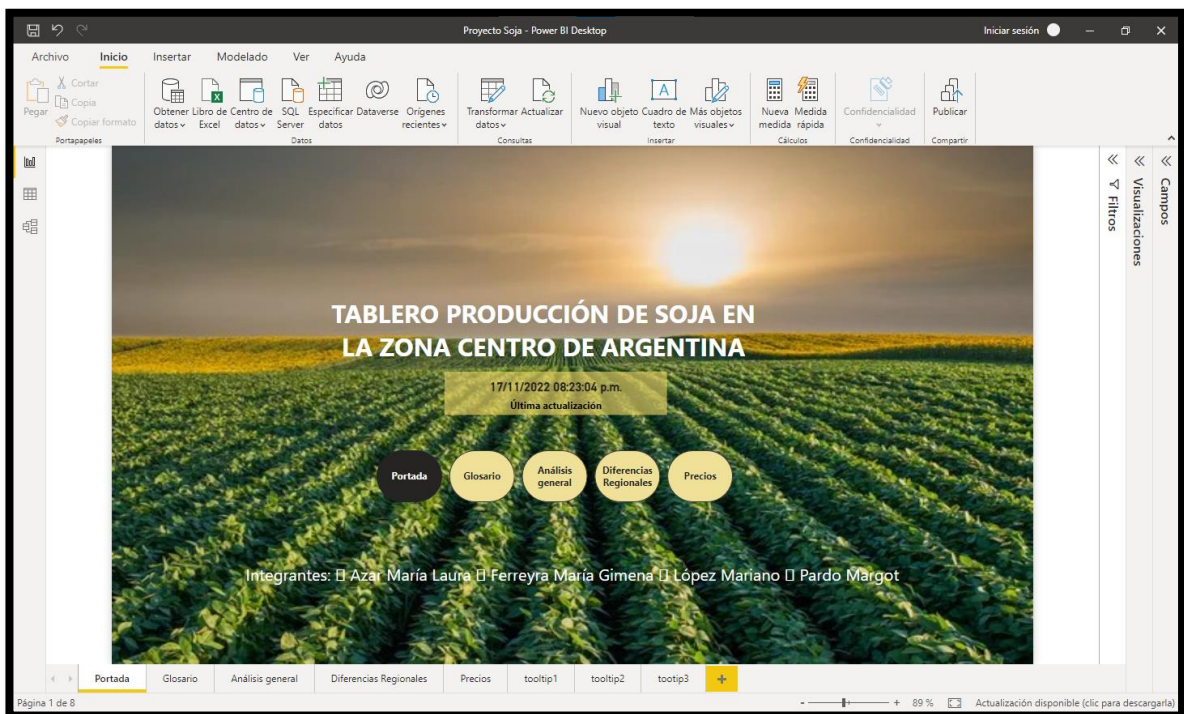 Proyecto Soja - Power BI Desktop
Iniciar sesión
Archivo Inicio Insertar Modelado Ver Ayuda
Pegar
Cortar
Copia
Copiar formato
Portapapeles
Obtener datos
Libro de Excel
Centro de datos
SQL Server
Especificar datos
Dataverse
Orígenes recientes
Datos
Transformar datos
Actualizar
Consultas
Nuevo objeto visual
Cuadro de texto
Más objetos visuales
Insertar
Nueva medida
Medida rápida
Cálculos
Confidencialidad
Confidencialidad
Publicar
Compartir
Filtros
Visualizaciones
Campos
TABLERO PRODUCCIÓN DE SOJA EN
LA ZONA CENTRO DE ARGENTINA
17/11/2022 08:23:04 p.m.
Última actualización
Portada
Glosario
Análisis
general
Diferencias
Regionales
Precios
Integrantes: ▯ Azar María Laura ▯ Ferreyra María Gimena ▯ López Mariano ▯ Pardo Margot
Portada Glosario Análisis general Diferencias Regionales Precios tooltip1 tooltip2 tootip3 +
Página 1 de 8
- + 89 %
Actualización disponible (clic para descargarla)